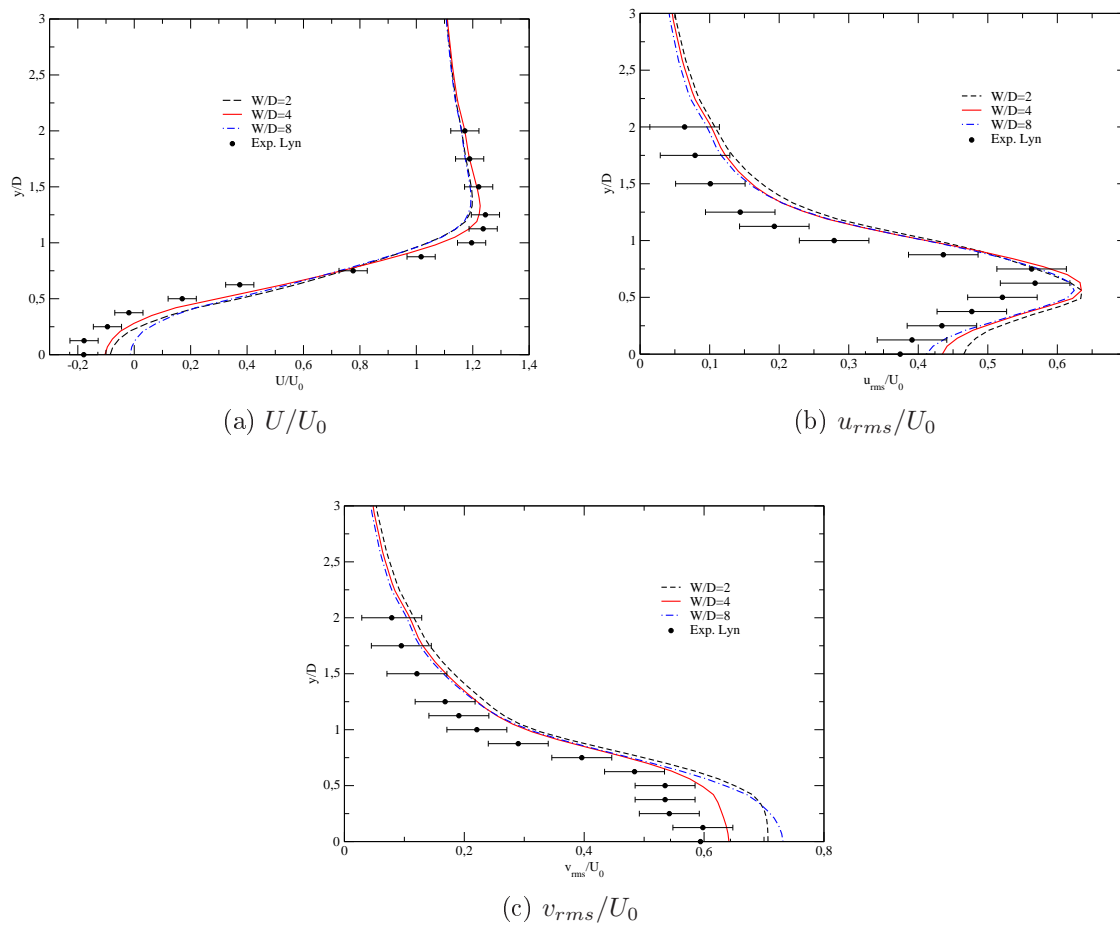 3
2,5
2
1,5
1
0,5
0
y/D
W/D=2
W/D=4
W/D=8
Exp. Lyn
-0,2 0 0,2 0,4 0,6 0,8 1 1,2 1,4
U/U0
(a) U/U0
3
2,5
2
1,5
1
0,5
0
y/D
W/D=2
W/D=4
W/D=8
Exp. Lyn
0 0,1 0,2 0,3 0,4 0,5 0,6
urms/U0
(b) urms/U0
3
2,5
2
1,5
1
0,5
0
y/D
W/D=2
W/D=4
W/D=8
Exp. Lyn
0 0,2 0,4 0,6 0,8
vrms/U0
(c) vrms/U0